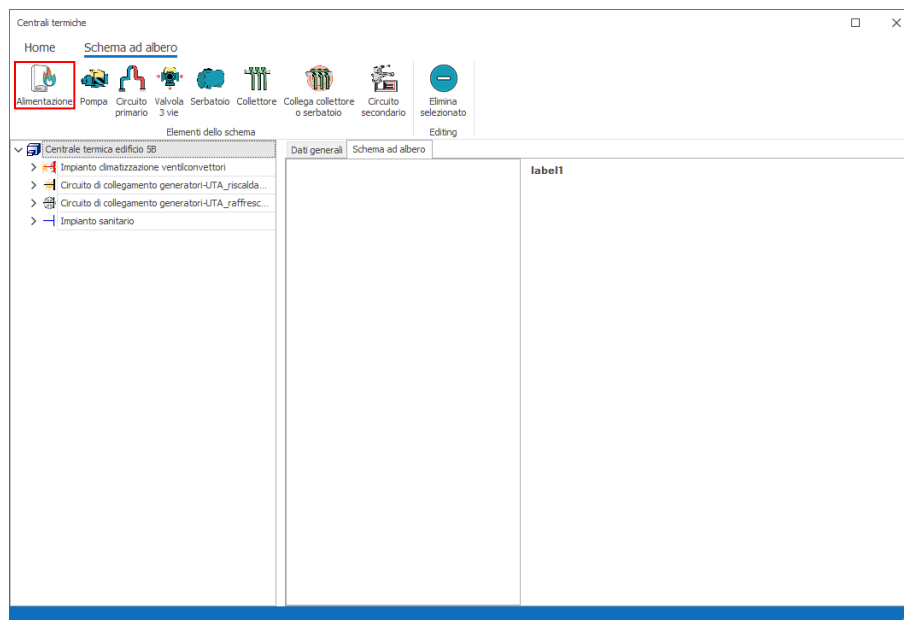 Centrali termiche
Home Schema ad albero
Alimentazione Pompa Circuito primario Valvola 3 vie Serbatoio Collettore Collega collettore o serbatoio Circuito secondario Elimina selezionato
Elementi dello schema Editing
Centrale termica edificio 5B
Impianto climatizzazione ventilconvettori
Circuito di collegamento generatori-UTA_riscalda...
Circuito di collegamento generatori-UTA_raffresc...
Impianto sanitario
Dati generali Schema ad albero
label1